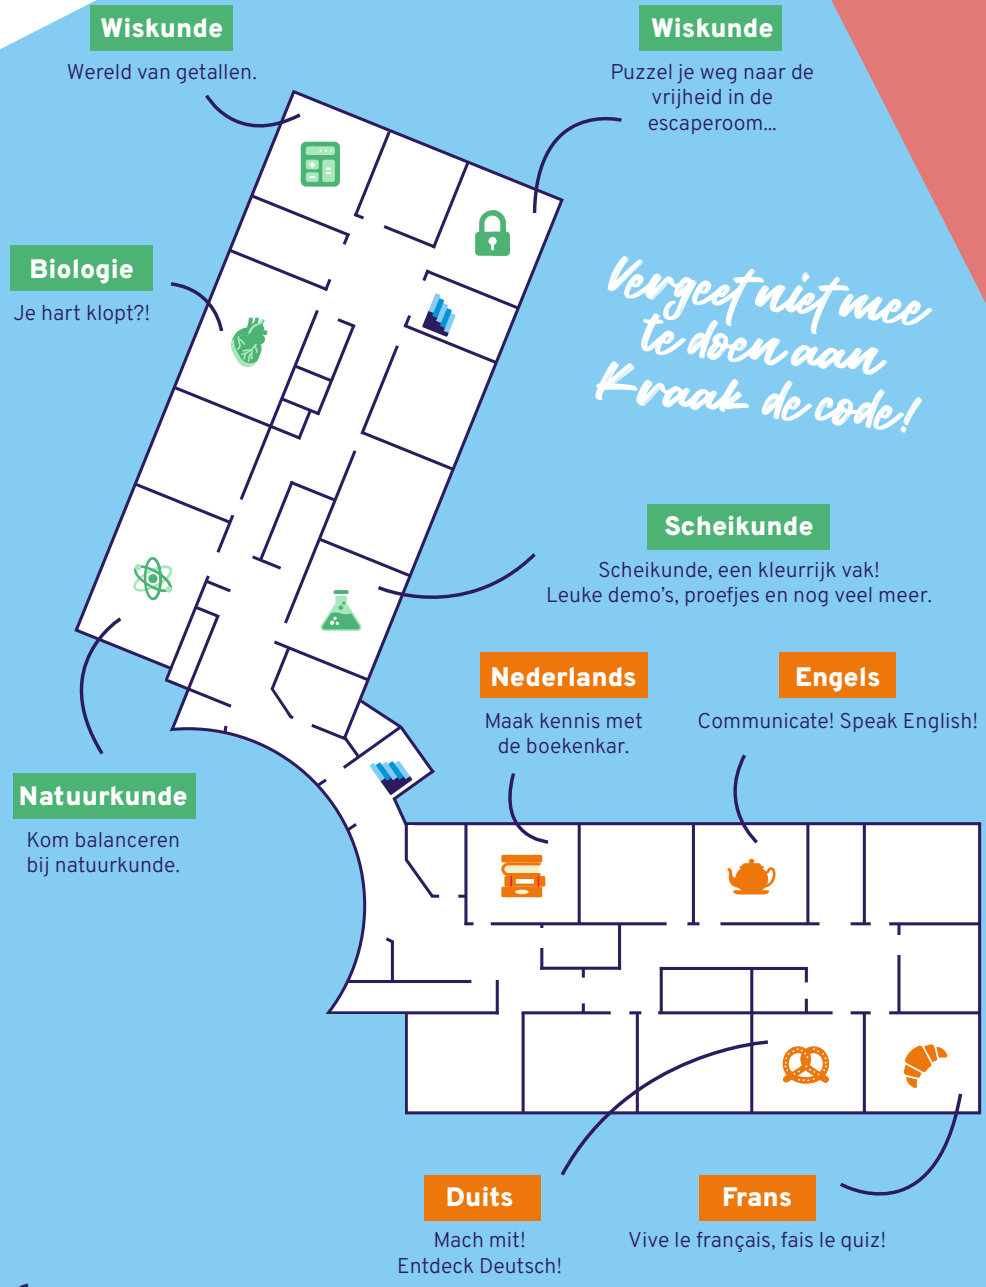 Wiskunde
Wereld van getallen.
Wiskunde
Puzzel je weg naar de
vrijheid in de
escaperoom...
Biologie
Je hart klopt?!
Vergeet niet mee
te doen aan
Kraak de code!
Scheikunde
Scheikunde, een kleurrijk vak!
Leuke demo's, proefjes en nog veel meer.
Nederlands
Maak kennis met
de boekenkar.
Engels
Communicate! Speak English!
Natuurkunde
Kom balanceren
bij natuurkunde.
Duits
Mach mit!
Entdeck Deutsch!
Frans
Vive le français, fais le quiz!